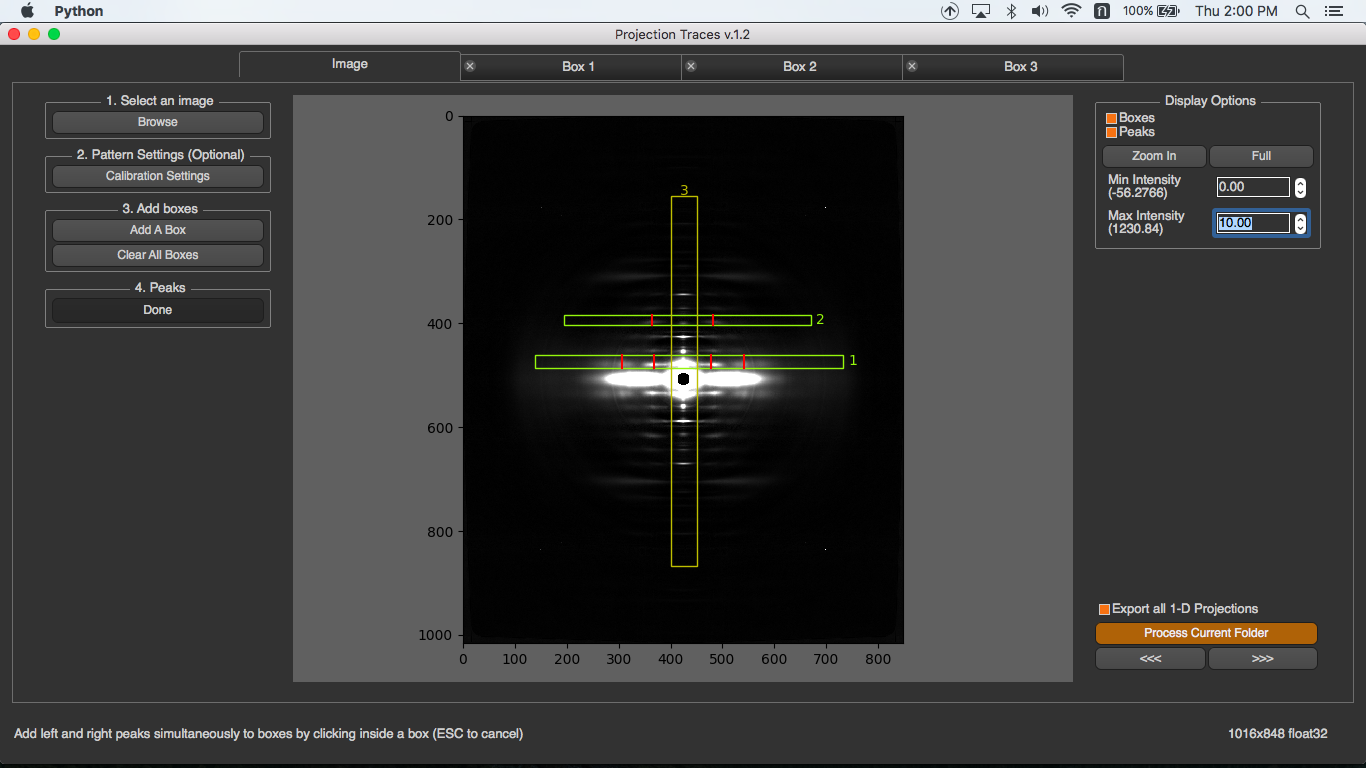 Python
100%
Thu 2:00 PM
Projection Traces v.1.2
Image
Box 1
Box 2
Box 3
1. Select an image
Browse
2. Pattern Settings (Optional)
Calibration Settings
3. Add boxes
Add A Box
Clear All Boxes
4. Peaks
Done
0
200
400
600
800
1000
0 100 200 300 400 500 600 700 800
3
2
1
Display Options
Boxes
Peaks
Zoom In
Full
Min Intensity
(-56.2766)
0.00
Max Intensity
(1230.84)
10.00
Export all 1-D Projections
Process Current Folder
<<<
>>>
Add left and right peaks simultaneously to boxes by clicking inside a box (ESC to cancel)
1016x848 float32